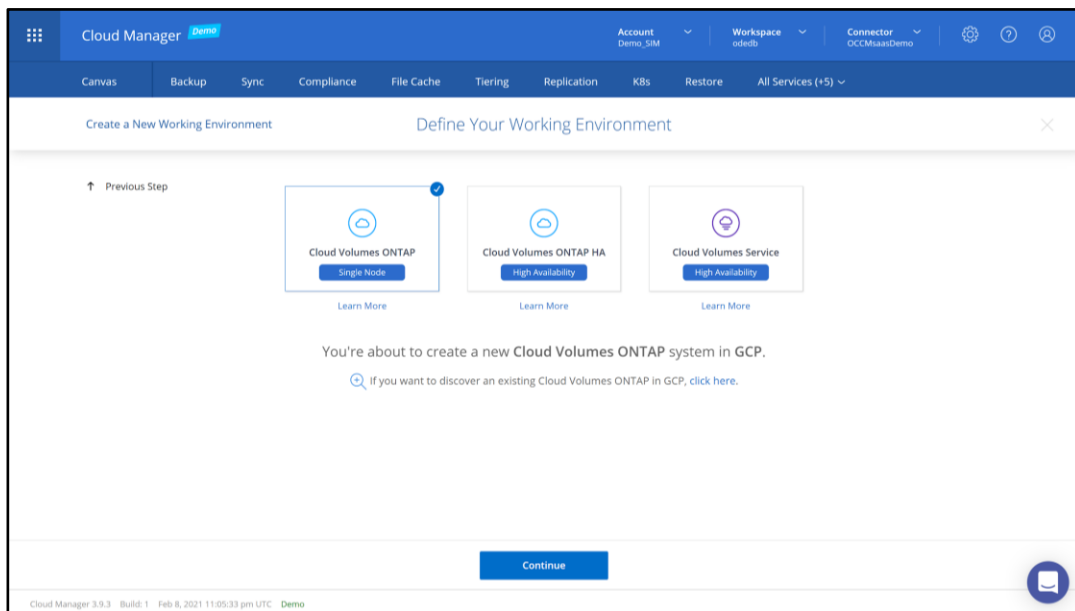 Cloud Manager Demo
Account
Demo_SIM
Workspace
odedb
Connector
OCCMsaasDemo
Canvas Backup Sync Compliance File Cache Tiering Replication K8s Restore All Services (+5)
Create a New Working Environment
Define Your Working Environment
Previous Step
Cloud Volumes ONTAP
Single Node
Learn More
Cloud Volumes ONTAP HA
High Availability
Learn More
Cloud Volumes Service
High Availability
Learn More
You're about to create a new Cloud Volumes ONTAP system in GCP.
If you want to discover an existing Cloud Volumes ONTAP in GCP, click here.
Continue
Cloud Manager 3.9.3 Build: 1 Feb 8, 2021 11:05:33 pm UTC Demo